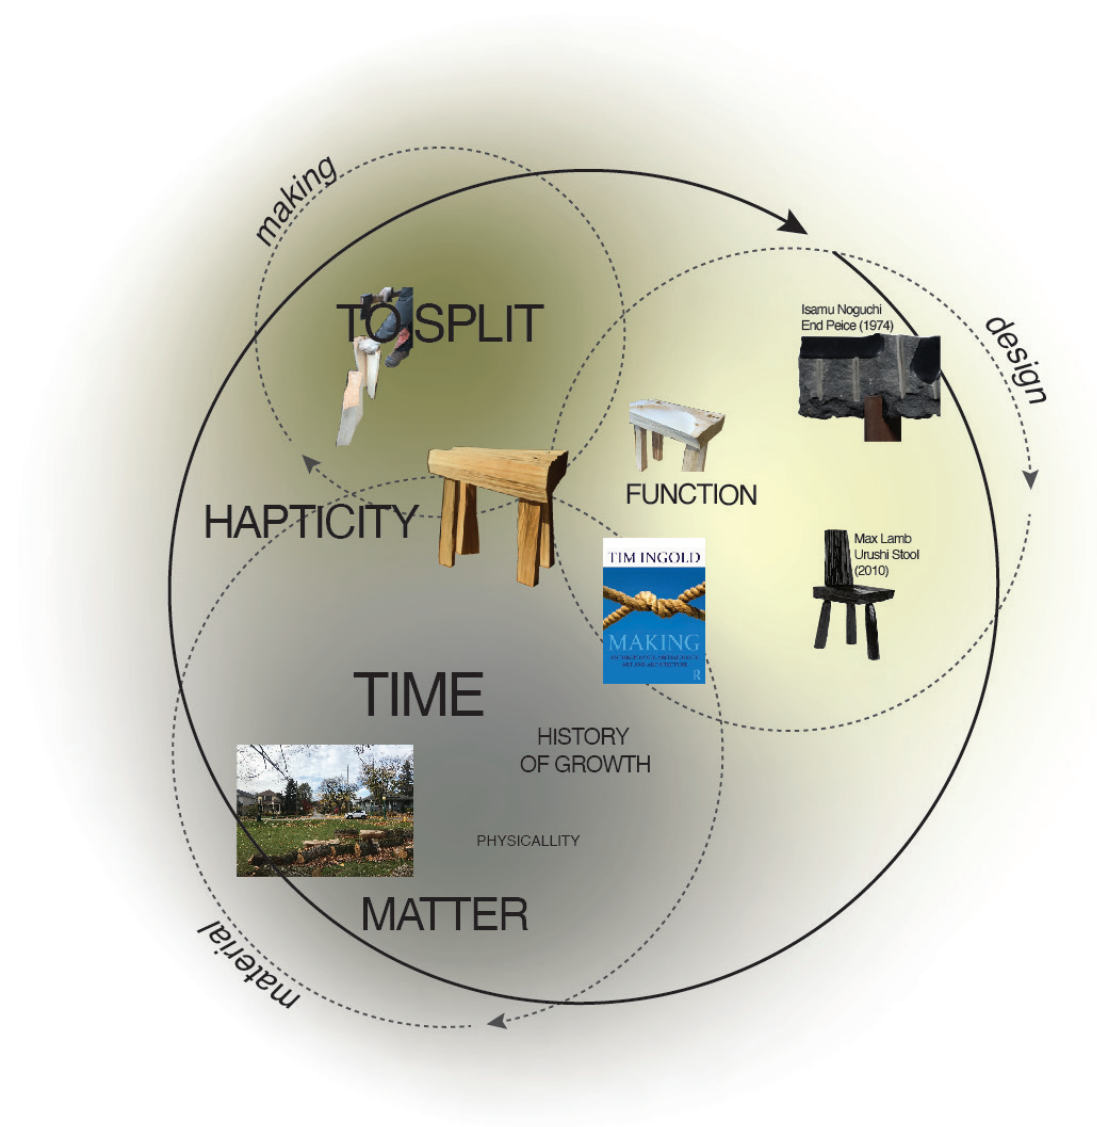 making
TO SPLIT
Isamu Noguchi
End Peice (1974)
design
FUNCTION
HAPTICITY
TIM INGOLD
MAKING
R
Max Lamb
Urushi Stool
(2010)
TIME
HISTORY
OF GROWTH
PHYSICALLITY
MATTER
material